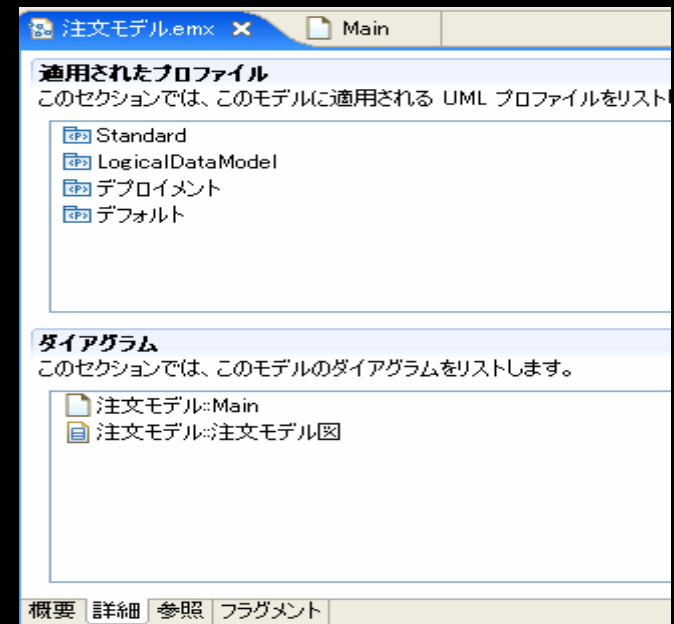 注文モデル.emx Main
適用されたプロファイル
このセクションでは、このモデルに適用される UML プロファイルをリスト
Standard
LogicalDataModel
デプロイメント
デフォルト
ダイアグラム
このセクションでは、このモデルのダイアグラムをリストします。
注文モデル::Main
注文モデル::注文モデル図
概要 詳細 参照 フラグメント